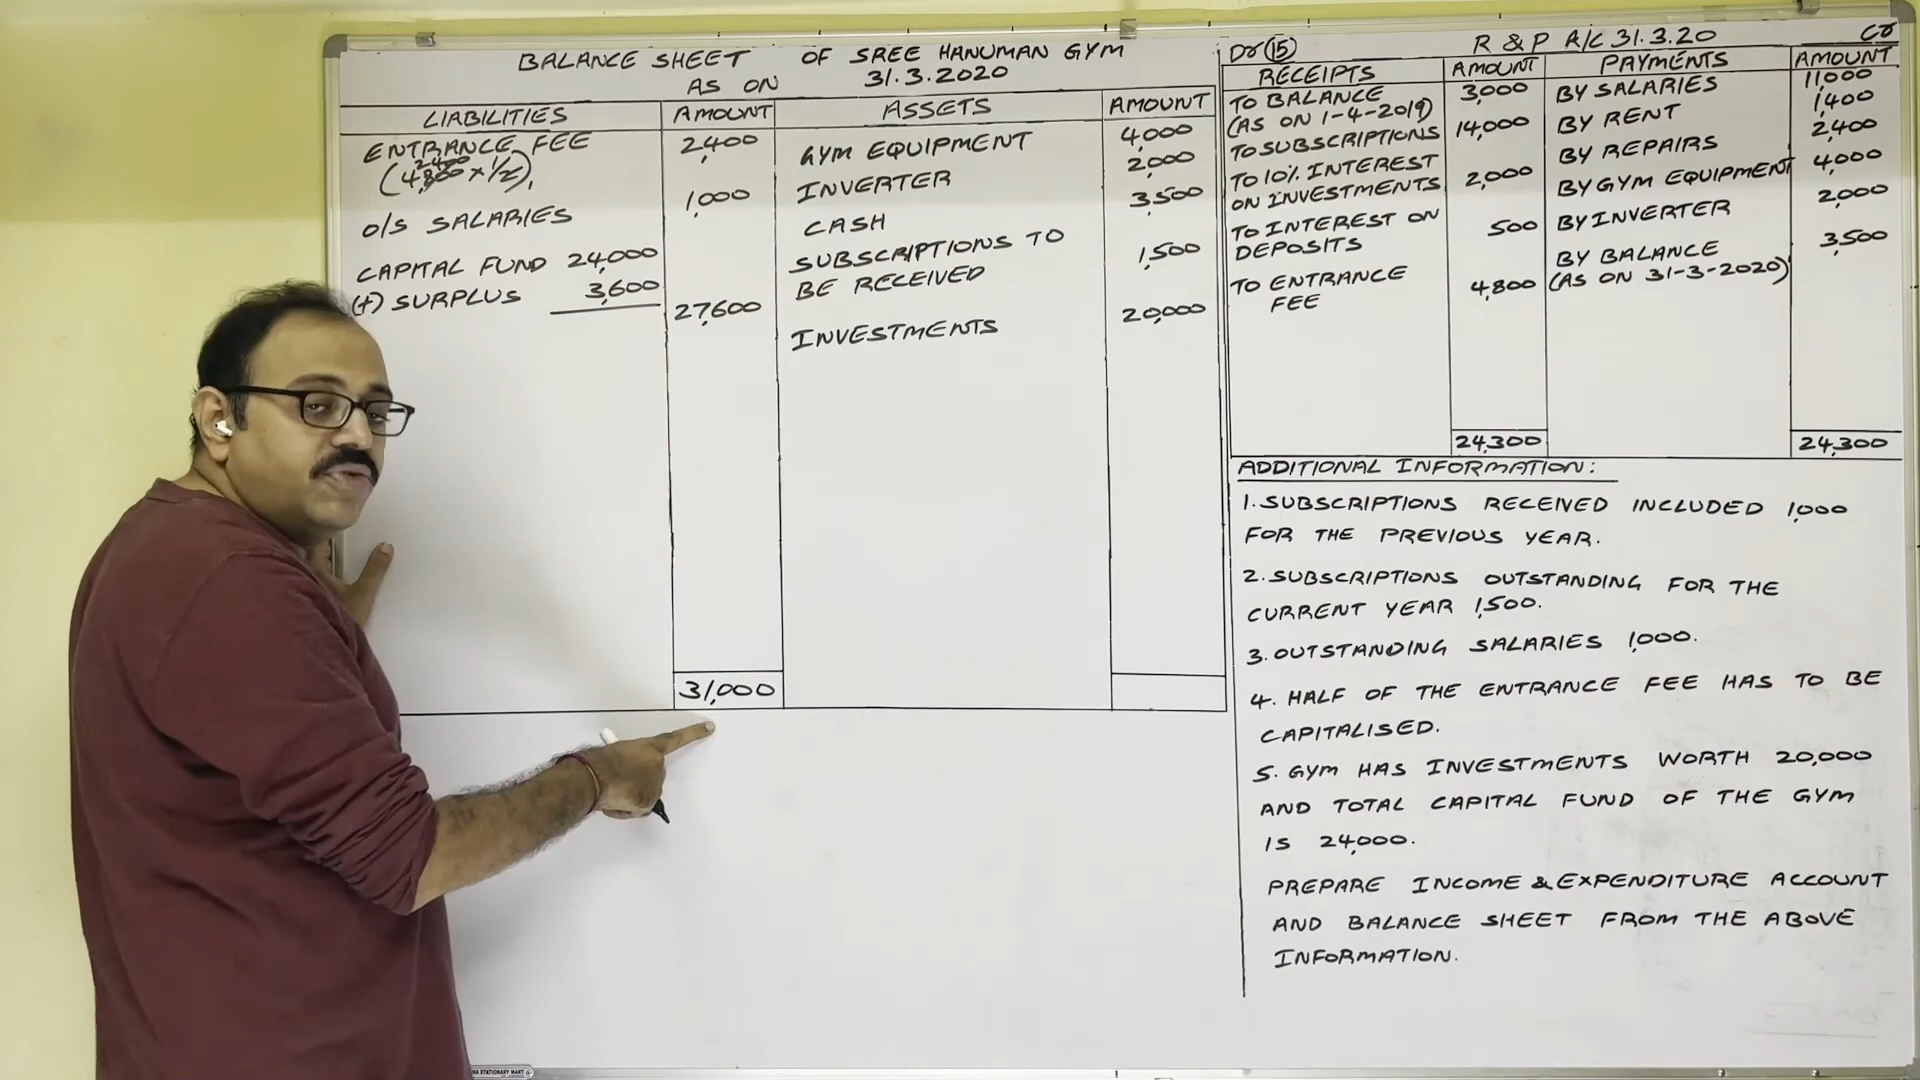 BALANCE SHEET OF SREE HANUMAN GYM
AS ON 31.3.2020
LIABILITIES AMOUNT ASSETS AMOUNT
ENTRANCE FEE 2,400 GYM EQUIPMENT 4,000
2400
(4,800 x 1/2)
INVERTER 2,000
O/S SALARIES 1,000 CASH 3,500
CAPITAL FUND 24,000 SUBSCRIPTIONS TO
BE RECEIVED 1,500
(+) SURPLUS 3,600 27,600
INVESTMENTS 20,000
31,000
Dr (15) R & P A/C 31.3.20 Cr
RECEIPTS AMOUNT PAYMENTS AMOUNT
TO BALANCE 3,000 BY SALARIES 11,000
(AS ON 1-4-2019) BY RENT 1400
TO SUBSCRIPTIONS 14,000 BY REPAIRS 2,400
TO 10% INTEREST
ON INVESTMENTS 2,000 BY GYM EQUIPMENT 4,000
TO INTEREST ON 500 BY INVERTER 2,000
DEPOSITS BY BALANCE 3,500
TO ENTRANCE 4,800 (AS ON 31-3-2020)
FEE
24,300 24,300
ADDITIONAL INFORMATION:
1. SUBSCRIPTIONS RECEIVED INCLUDED 1,000
FOR THE PREVIOUS YEAR.
2. SUBSCRIPTIONS OUTSTANDING FOR THE
CURRENT YEAR 1,500.
3. OUTSTANDING SALARIES 1,000.
4. HALF OF THE ENTRANCE FEE HAS TO BE
CAPITALISED.
5. GYM HAS INVESTMENTS WORTH 20,000
AND TOTAL CAPITAL FUND OF THE GYM
IS 24,000.
PREPARE INCOME & EXPENDITURE ACCOUNT
AND BALANCE SHEET FROM THE ABOVE
INFORMATION.
STATIONARY MART